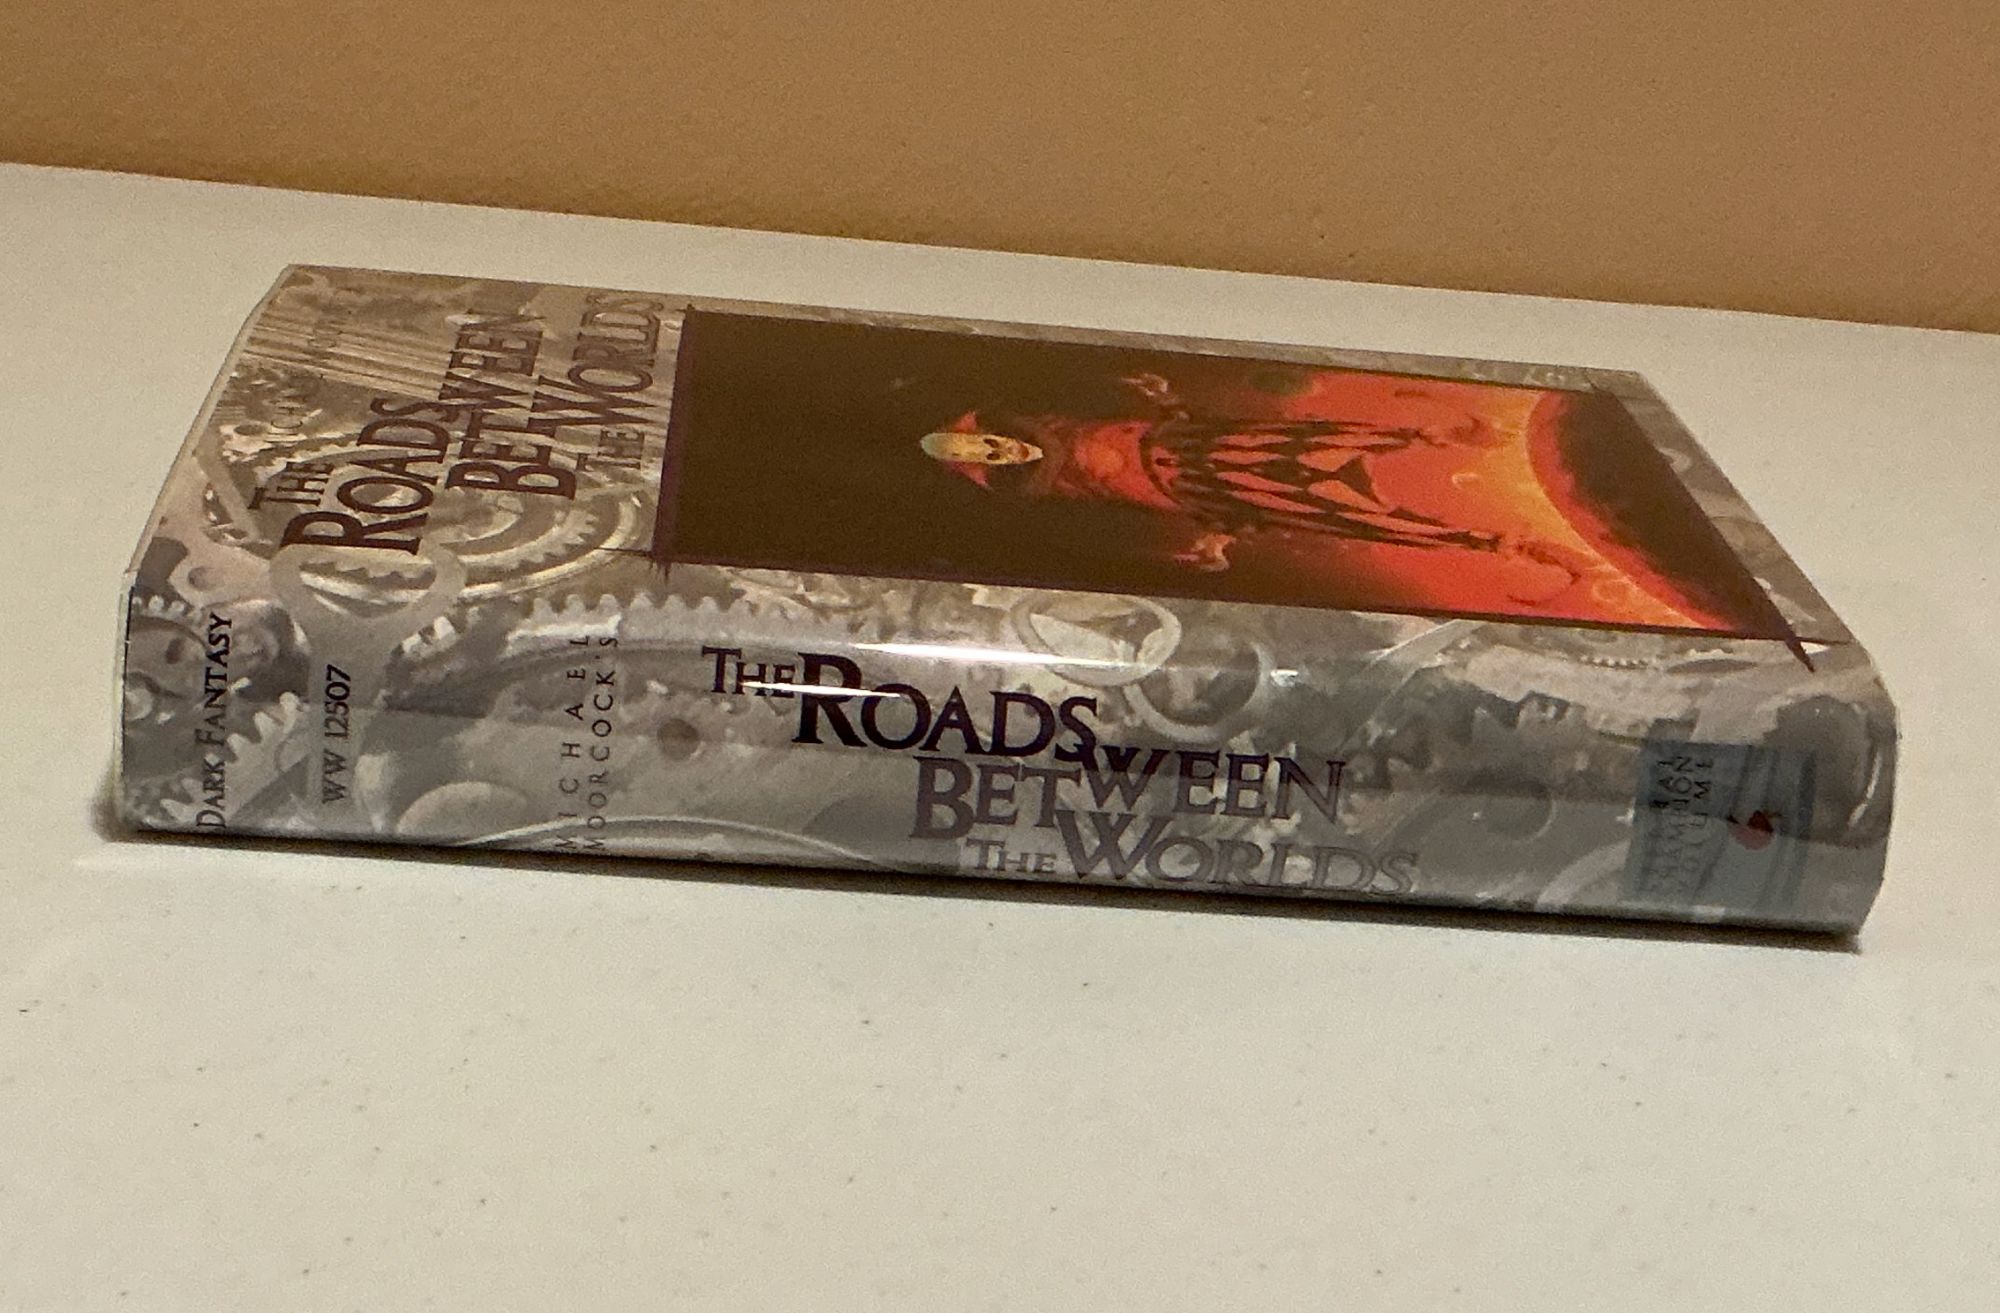 THE
ROADS
BETWEEN
THE WORLDS
DARK FANTASY
WW 12507
MICHAEL
MOORCOCK'S
THE ROADS
BETWEEN
THE WORLDS